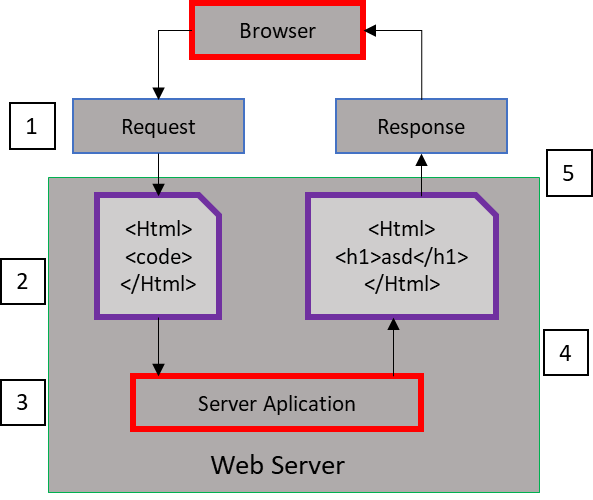 Browser
1
Request
Response
5
<Html>
<code>
</Html>
<Html>
<h1>asd</h1>
</Html>
2
4
3
Server Aplication
Web Server